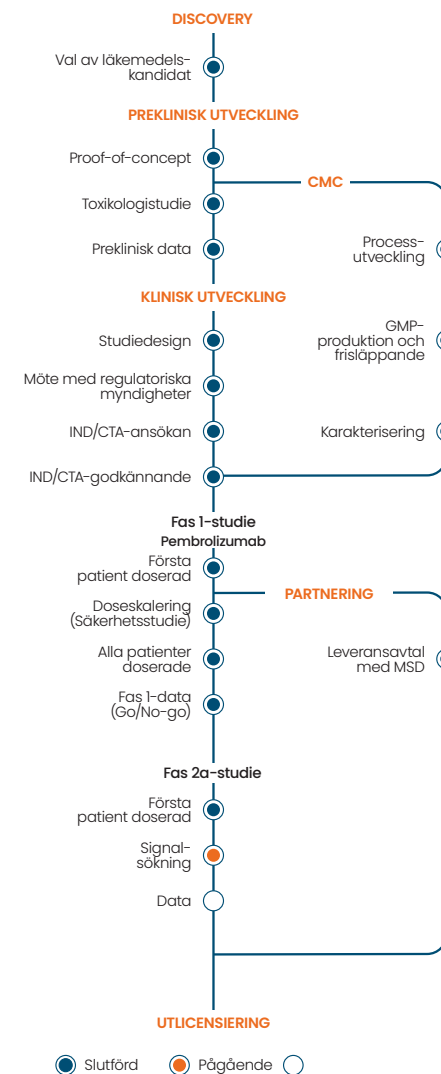 DISCOVERY
Val av läkemedels-
kandidat
PREKLINISK UTVECKLING
Proof-of-concept
CMC
Toxikologistudie
Preklinisk data
Process-
utveckling
KLINISK UTVECKLING
Studiedesign
GMP-
produktion och
frisläppande
Möte med regulatoriska
myndigheter
IND/CTA-ansökan
Karakterisering
IND/CTA-godkännande
Fas 1-studie
Pembrolizumab
Första
patient doserad
PARTNERING
Doseskalering
(Säkerhetsstudie)
Alla patienter
doserade
Leveransavtal
med MSD
Fas 1-data
(Go/No-go)
Fas 2a-studie
Första
patient doserad
Signal-
sökning
Data
UTLICENSIERING
Slutförd
Pågående